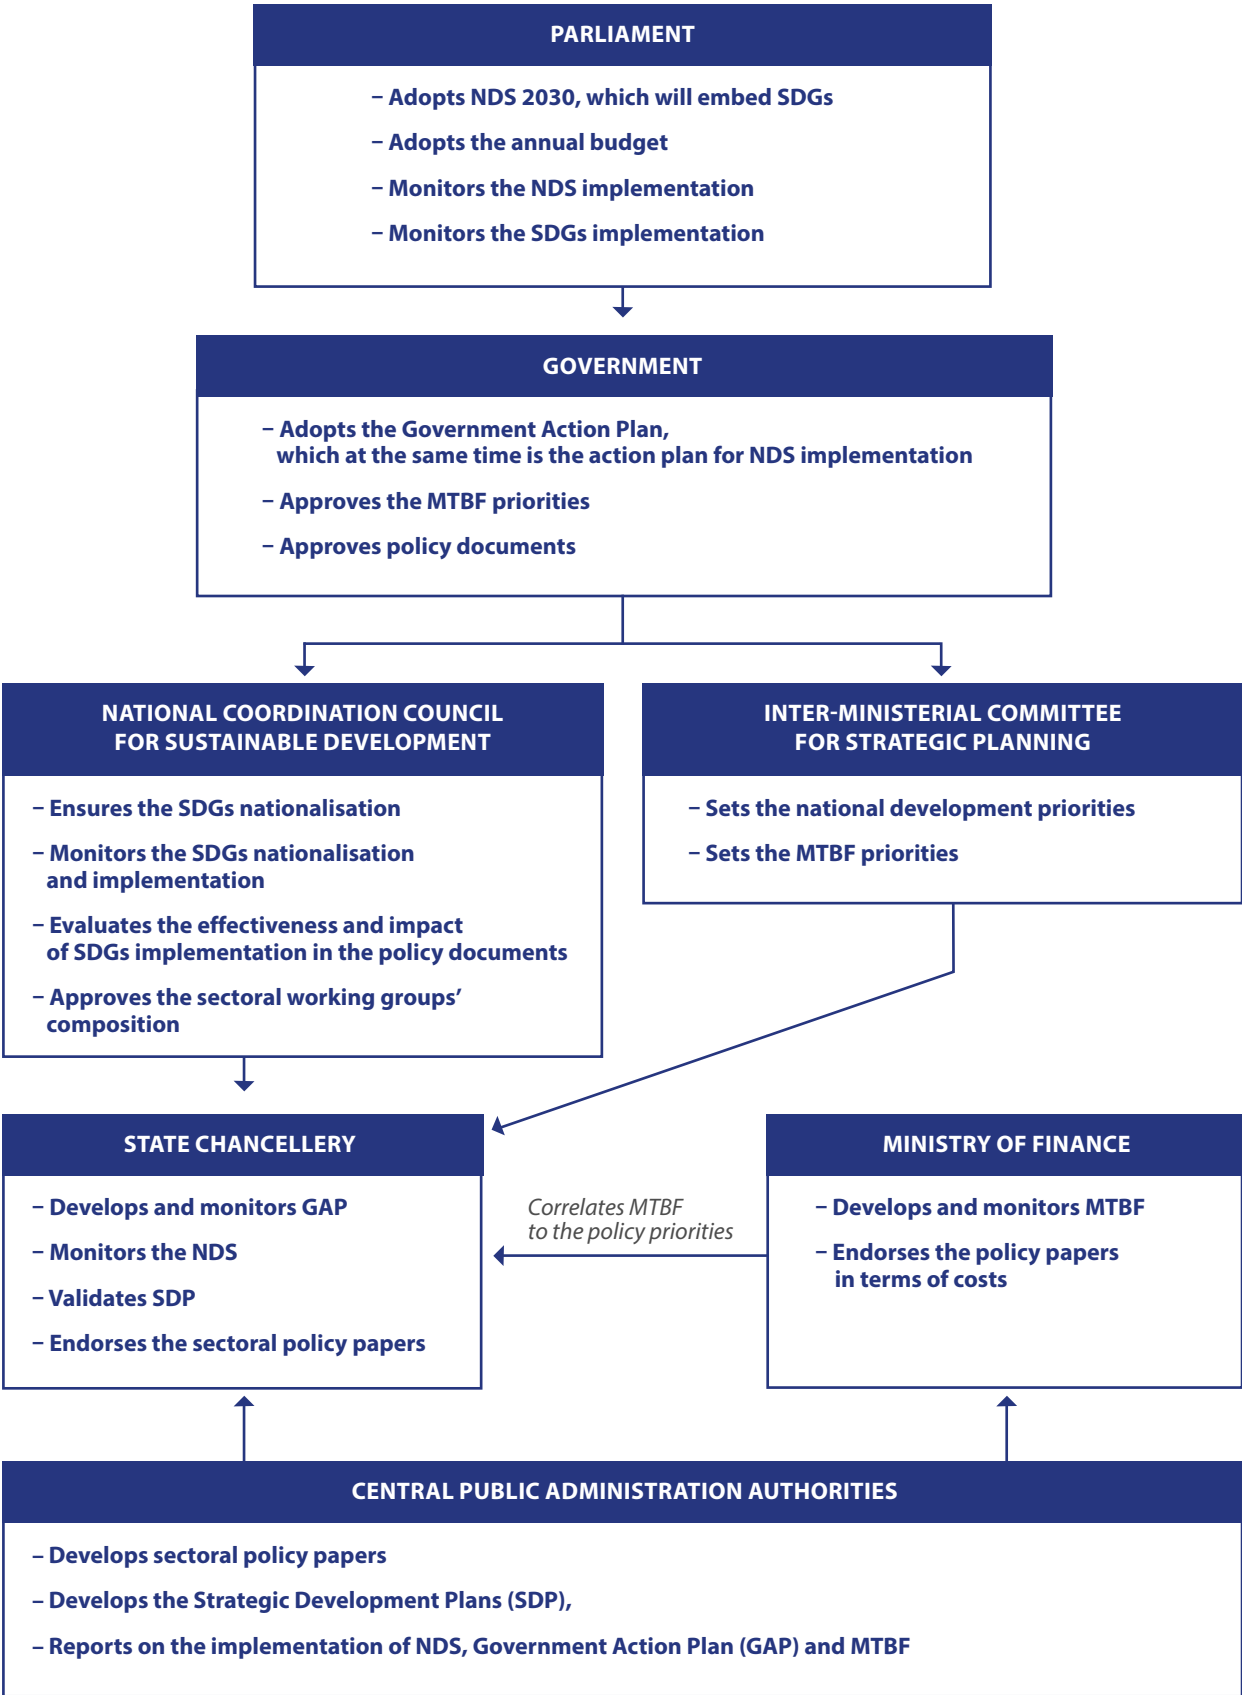 PARLIAMENT
– Adopts NDS 2030, which will embed SDGs
– Adopts the annual budget
– Monitors the NDS implementation
– Monitors the SDGs implementation
GOVERNMENT
– Adopts the Government Action Plan,
which at the same time is the action plan for NDS implementation
– Approves the MTBF priorities
– Approves policy documents
NATIONAL COORDINATION COUNCIL
FOR SUSTAINABLE DEVELOPMENT
– Ensures the SDGs nationalisation
– Monitors the SDGs nationalisation
and implementation
– Evaluates the effectiveness and impact
of SDGs implementation in the policy documents
– Approves the sectoral working groups’
composition
INTER-MINISTERIAL COMMITTEE
FOR STRATEGIC PLANNING
– Sets the national development priorities
– Sets the MTBF priorities
STATE CHANCELLERY
– Develops and monitors GAP
– Monitors the NDS
– Validates SDP
– Endorses the sectoral policy papers
Correlates MTBF
to the policy priorities
MINISTRY OF FINANCE
– Develops and monitors MTBF
– Endorses the policy papers
in terms of costs
CENTRAL PUBLIC ADMINISTRATION AUTHORITIES
– Develops sectoral policy papers
– Develops the Strategic Development Plans (SDP),
– Reports on the implementation of NDS, Government Action Plan (GAP) and MTBF